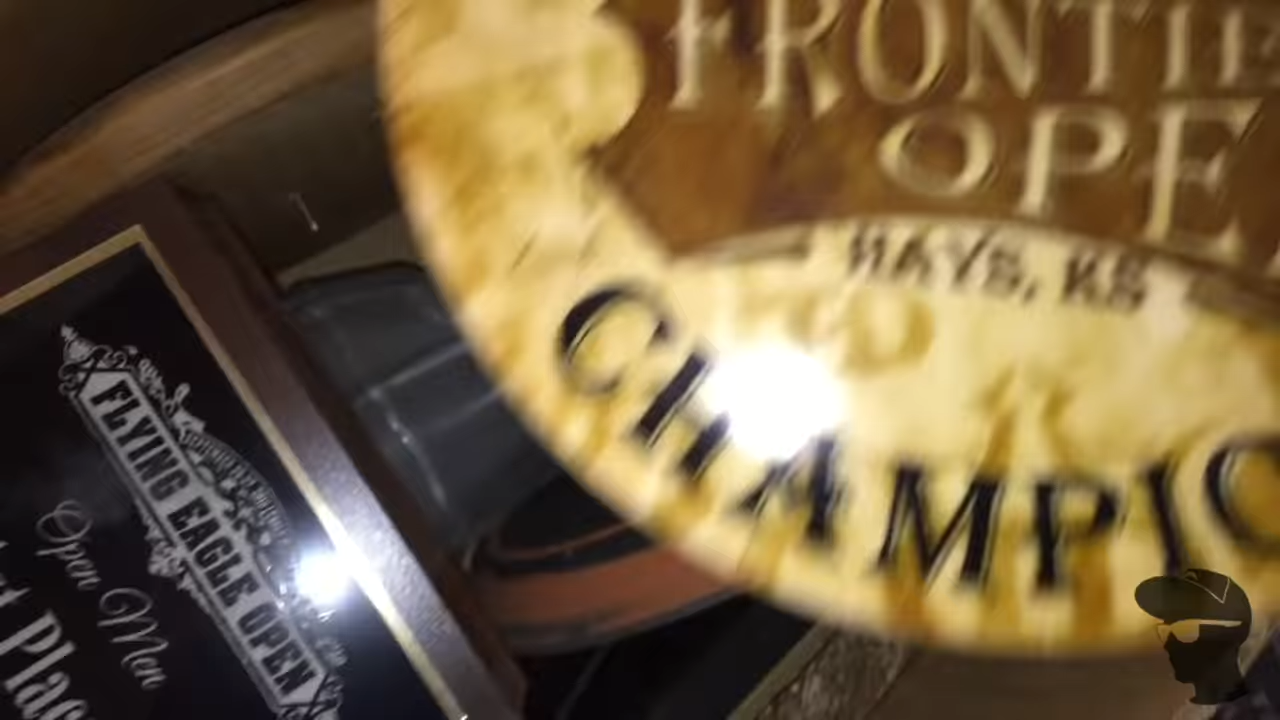 FRONTIE
OPE
HAYS, KS
CHAMPIO
FLYING EAGLE OPEN
Open Men
t Plac